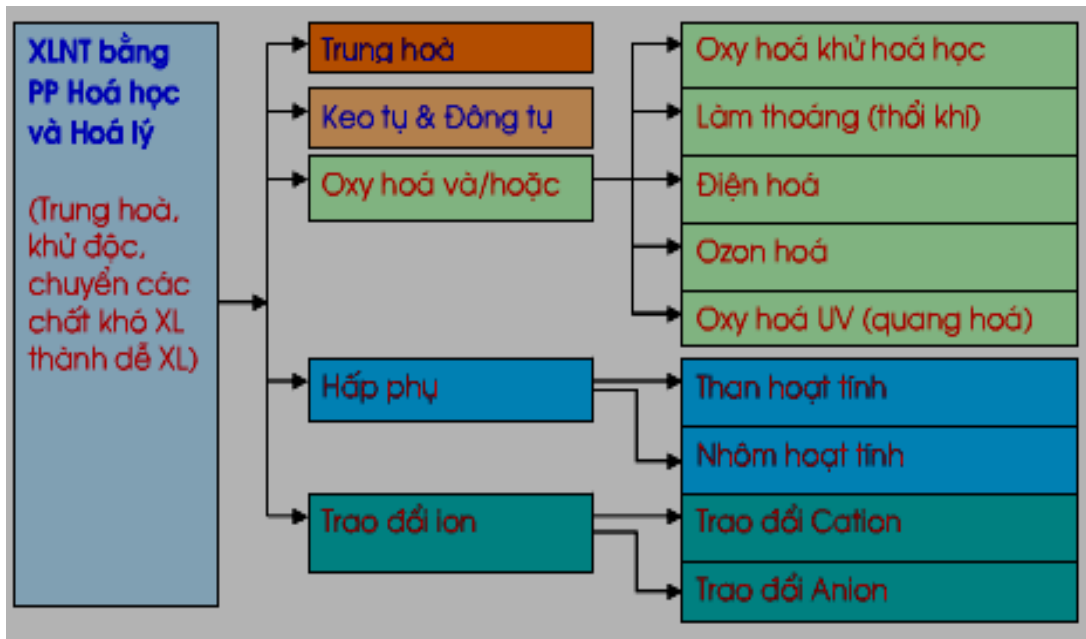 XLNT bằng
PP Hoá học
và Hoá lý
(Trung hoà,
khử độc,
chuyển các
chất khó XL
thành dễ XL)
Trung hoà
Keo tụ & Đông tụ
Oxy hoá và/hoặc
Hấp phụ
Trao đổi ion
Oxy hoá khử hoá học
Làm thoáng (thổi khí)
Điện hoá
Ozon hoá
Oxy hoá UV (quang hoá)
Than hoạt tính
Nhôm hoạt tính
Trao đổi Cation
Trao đổi Anion